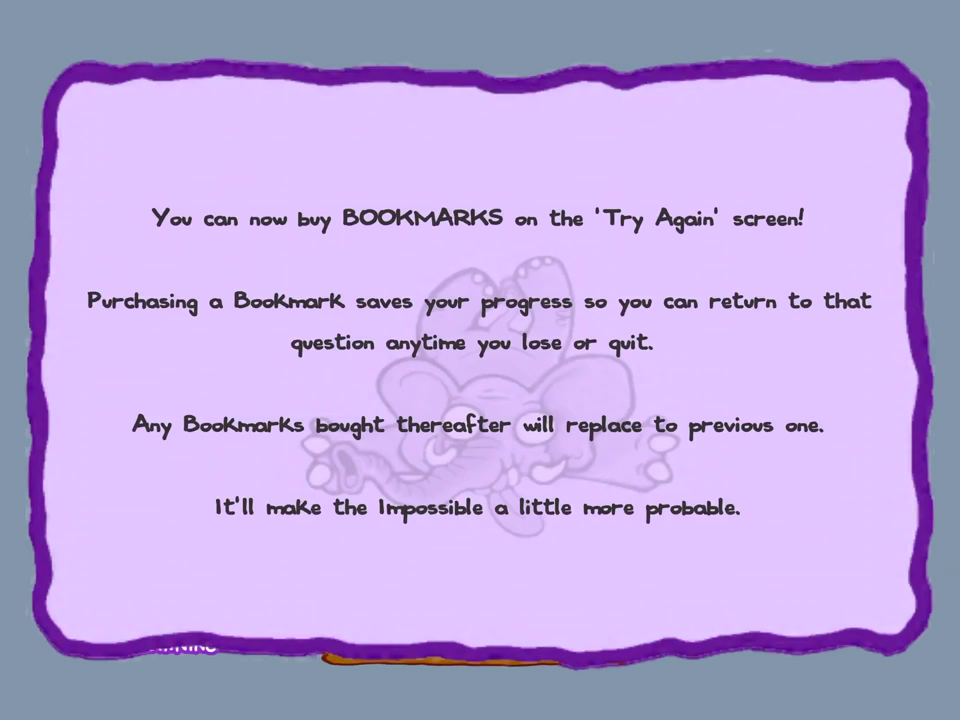 You can now buy BOOKMARKS on the 'Try Again' screen!
Purchasing a Bookmark saves your progress so you can return to that
question anytime you lose or quit.
Any Bookmarks bought thereafter will replace to previous one.
It'll make the Impossible a little more probable.